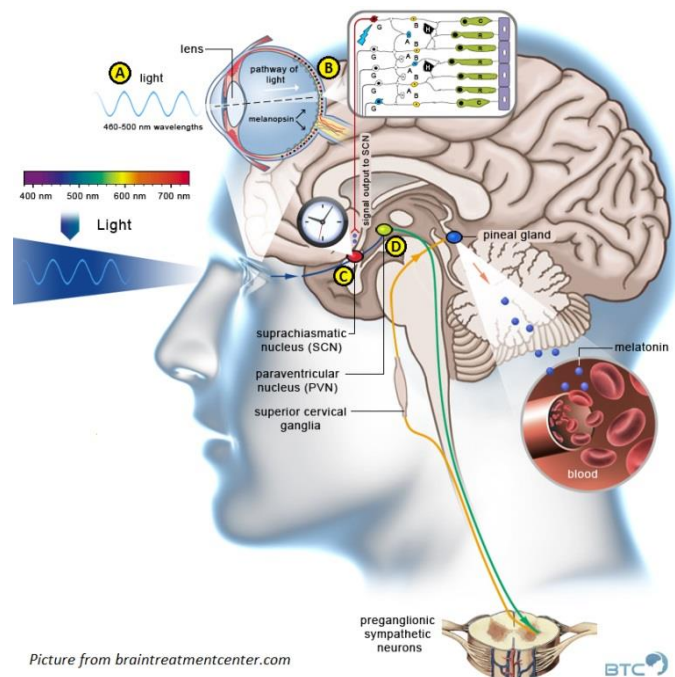 A
light
460-500 nm wavelengths
lens
pathway
of light
melanopsin
B
G
A
B
H
R
G
A
B
R
G
A
B
R
G
A
B
H
R
G
A
B
R
G
B
C
400 nm 500 nm 600 nm 700 nm
Light
signal output to SCN
C
D
pineal gland
suprachiasmatic
nucleus (SCN)
paraventricular
nucleus (PVN)
superior cervical
ganglia
melatonin
blood
preganglionic
sympathetic
neurons
Picture from braintreatmentcenter.com
BTC